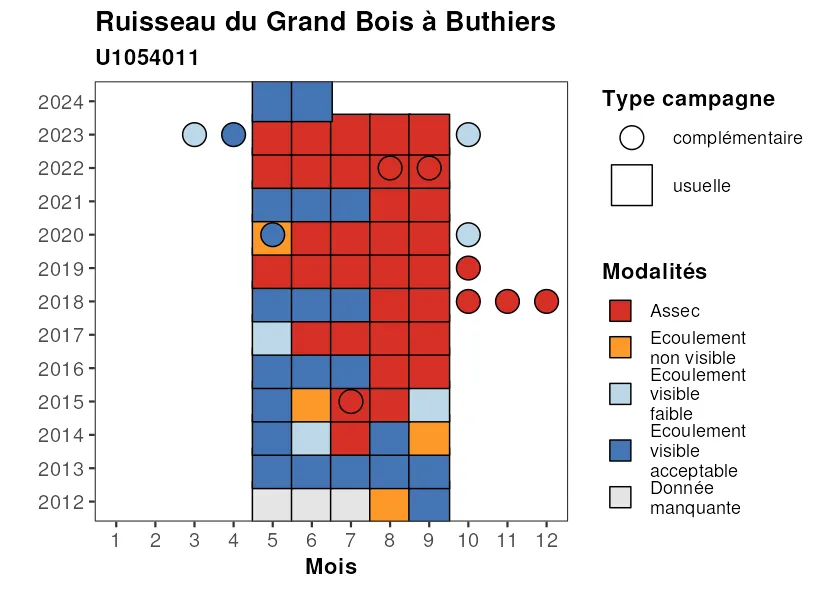 Ruisseau du Grand Bois à Buthiers
U1054011
2024
2023
2022
2021
2020
2019
2018
2017
2016
2015
2014
2013
2012
1 2 3 4 5 6 7 8 9 10 11 12
Mois
Type campagne
complémentaire
usuelle
Modalités
Assec
Ecoulement
non visible
Ecoulement
visible
faible
Ecoulement
visible
acceptable
Donnée
manquante